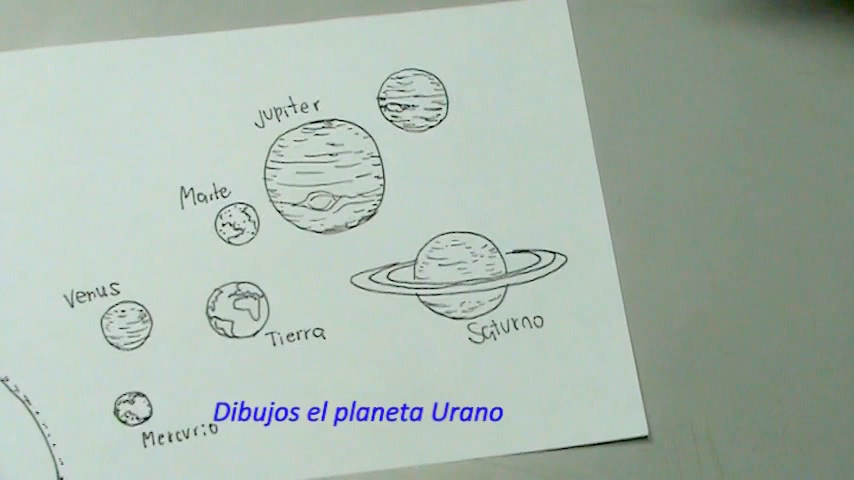 Jupiter
Marte
Venus
Tierra
Saturno
Mercurio
Dibujos el planeta Urano